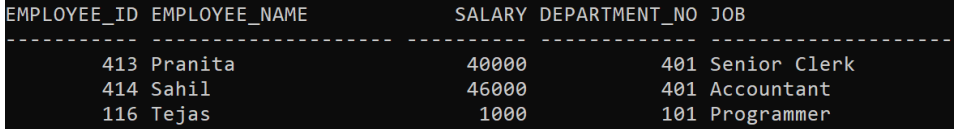 EMPLOYEE_ID EMPLOYEE_NAME            SALARY DEPARTMENT_NO JOB
----------- -------------------- ---------- ------------- --------------------
        413 Pranita                   40000           401 Senior Clerk
        414 Sahil                     46000           401 Accountant
        116 Tejas                      1000           101 Programmer